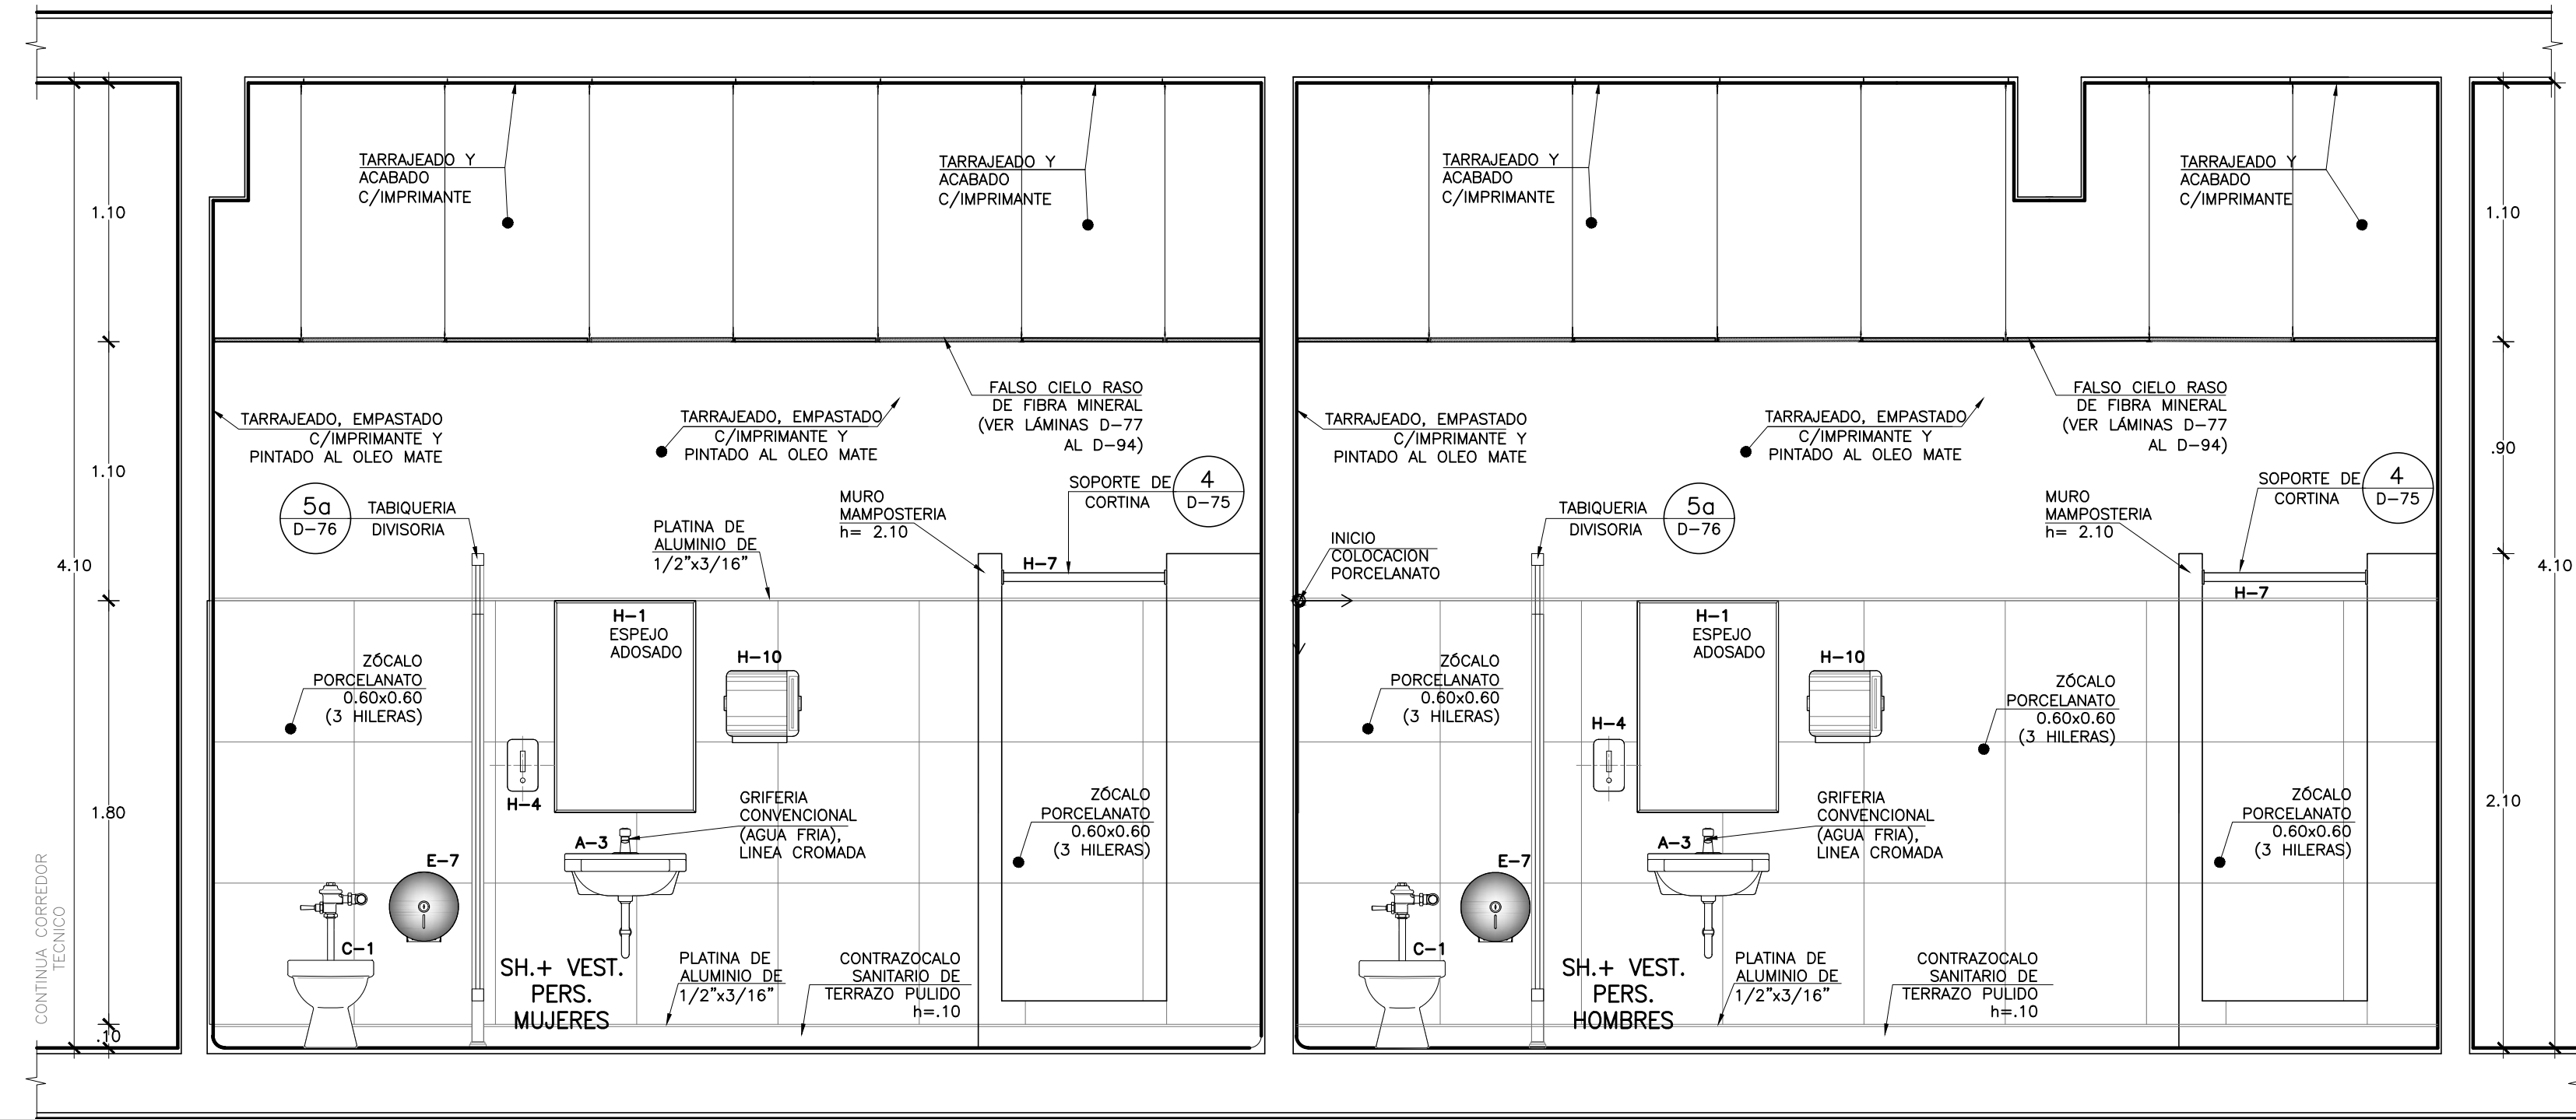 TARRAJEADO Y
ACABADO
C/IMPRIMANTE
TARRAJEADO Y
ACABADO
C/IMPRIMANTE
TARRAJEADO Y
ACABADO
C/IMPRIMANTE
TARRAJEADO Y
ACABADO
C/IMPRIMANTE
1.10
1.10
4.10
1.80
.10
CONTINUA CORREDOR
TECNICO
TARRAJEADO, EMPASTADO
C/IMPRIMANTE Y
PINTADO AL OLEO MATE
TARRAJEADO, EMPASTADO
C/IMPRIMANTE Y
PINTADO AL OLEO MATE
FALSO CIELO RASO
DE FIBRA MINERAL
(VER LÁMINAS D-77
AL D-94)
5a
D-76
TABIQUERIA
DIVISORIA
PLATINA DE
ALUMINIO DE
1/2"x3/16"
MURO
MAMPOSTERIA
h= 2.10
SOPORTE DE
CORTINA
4
D-75
H-7
H-1
ESPEJO
ADOSADO
H-10
ZÓCALO
PORCELANATO
0.60x0.60
(3 HILERAS)
H-4
GRIFERIA
CONVENCIONAL
(AGUA FRIA),
LINEA CROMADA
ZÓCALO
PORCELANATO
0.60x0.60
(3 HILERAS)
A-3
E-7
C-1
SH.+ VEST.
PERS.
MUJERES
PLATINA DE
ALUMINIO DE
1/2"x3/16"
CONTRAZOCALO
SANITARIO DE
TERRAZO PULIDO
h=.10
TARRAJEADO, EMPASTADO
C/IMPRIMANTE Y
PINTADO AL OLEO MATE
TARRAJEADO, EMPASTADO
C/IMPRIMANTE Y
PINTADO AL OLEO MATE
FALSO CIELO RASO
DE FIBRA MINERAL
(VER LÁMINAS D-77
AL D-94)
INICIO
COLOCACION
PORCELANATO
TABIQUERIA
DIVISORIA
5a
D-76
MURO
MAMPOSTERIA
h= 2.10
SOPORTE DE
CORTINA
4
D-75
H-7
H-1
ESPEJO
ADOSADO
H-10
ZÓCALO
PORCELANATO
0.60x0.60
(3 HILERAS)
ZÓCALO
PORCELANATO
0.60x0.60
(3 HILERAS)
H-4
GRIFERIA
CONVENCIONAL
(AGUA FRIA),
LINEA CROMADA
ZÓCALO
PORCELANATO
0.60x0.60
(3 HILERAS)
A-3
E-7
C-1
SH.+ VEST.
PERS.
HOMBRES
PLATINA DE
ALUMINIO DE
1/2"x3/16"
CONTRAZOCALO
SANITARIO DE
TERRAZO PULIDO
h=.10
1.10
.90
4.10
2.10